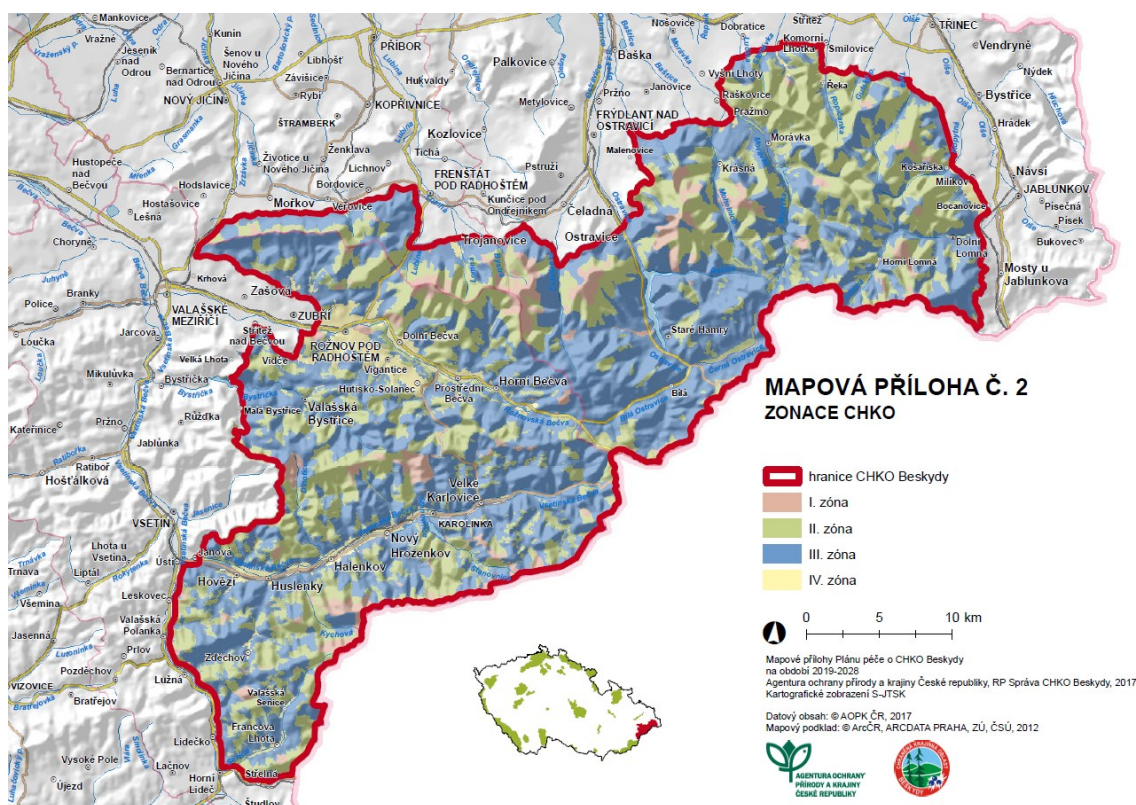 Mankovice
Vražné
Jeseník
nad
Odrou
Kunín
Šenov u
Nového
Jičína
Libhošť
Bernartice
nad Odrou
Závišice
Rybí
NOVÝ JIČÍN
ŠTRAMBERK
PŘÍBOR
Hukvaldy
KOPŘIVNICE
Palkovice
Metylovice
Kozlovice
Tichá
Baška
Pržno
Janovice
Nošovice
Dobratice
Střítež
Komorní
Lhotka
Smilovice
TŘINEC
Vendryně
Nýdek
Bystřice
Hrádek
Návsí
JABLUNKOV
Písečná
Písek
Bukovec
Mosty u
Jablunkova
Vyšní Lhoty
Raškovice
Pražmo
Řeka
Morávka
Krásná
Košařiska
Milíkov
Bocanovice
Dolní
Lomná
Horní Lomná
FRÝDLANT NAD
OSTRAVICÍ
Malenovice
Pstruží
Hustopeče
nad
Bečvou
Hodslavice
Hostašovice
Životice u
Nového Jičína
Ženklava
Lichnov
Bordovice
Mořkov
Veřovice
FRENŠTÁT
POD RADHOŠTĚM
Kunčice pod
Ondřejníkem
Čeladná
Ostravice
Trojanovice
Lešná
Choryně
Krhová
Zašová
Branky
Police
Loučka
Jarcová
VALAŠSKÉ
MEZIŘÍČÍ
ZUBŘÍ
Střítež
nad Bečvou
Velká Lhota
Vidče
ROŽNOV POD
RADHOŠTĚM
Dolní Bečva
Vigantice
Hutisko-Solanec
Prostřední
Bečva
Horní Bečva
Staré Hamry
Bílá
Mikulůvka
Bystřička
Růžďka
Malá Bystřice
Valašská
Bystřice
Kateřinice
Pržno
Jablůnka
Ratiboř
Hošťálková
VSETÍN
Velké
Karlovice
KAROLINKA
Nový
Hrozenkov
Halenkov
Huslenky
Hovězí
Janová
Ústí
Lhota u
Vsetína
Liptál
Trnava
Všemina
Leskovec
Valašská
Polanka
Jasenná
Prlov
Pozděchov
VIZOVICE
Bratřejov
Lužná
Zděchov
Valašská
Senice
Francova
Lhota
Lidečko
Vysoké Pole
Lačnov
Horní
Lideč
Střelná
Újezd
Študlov
MAPOVÁ PŘÍLOHA Č. 2
ZONACE CHKO
hranice CHKO Beskydy
I. zóna
II. zóna
III. zóna
IV. zóna
0 5 10 km
Mapové přílohy Plánu péče o CHKO Beskydy
na období 2019-2028
Agentura ochrany přírody a krajiny České republiky, RP Správa CHKO Beskydy, 2017
Kartografické zobrazení S-JTSK
Datový obsah: © AOPK ČR, 2017
Mapový podklad: © ArcČR, ARCDATA PRAHA, ZÚ, ČSÚ, 2012
AGENTURA OCHRANY
PŘÍRODY A KRAJINY
ČESKÉ REPUBLIKY
CHRÁNĚNÁ KRAJINNÁ OBLAST
BESKYDY